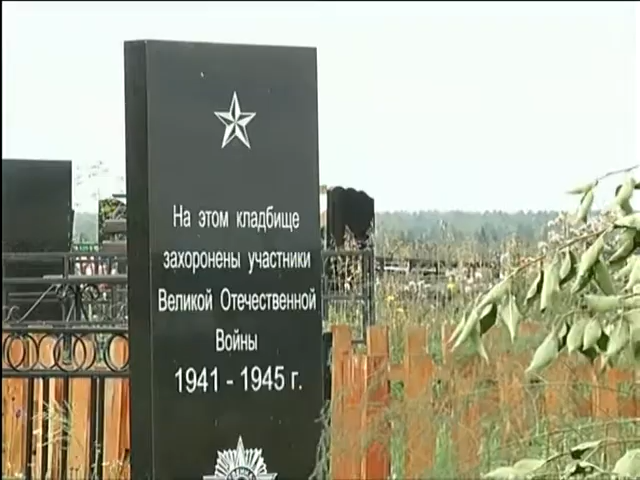 На этом кладбище
захоронены участники
Великой Отечественной
Войны
1941 - 1945 г.